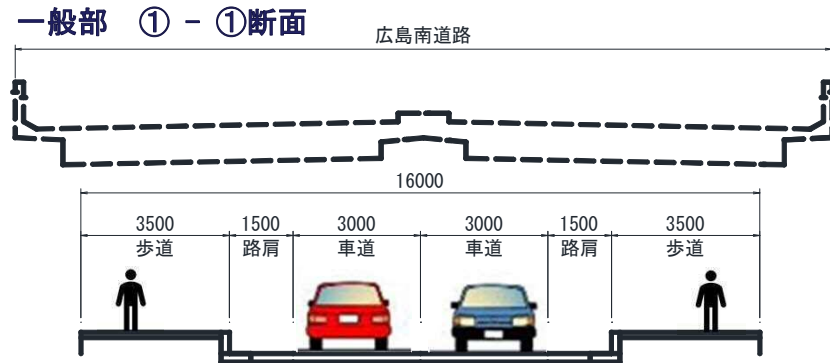 一般部 ① － ①断面
広島南道路
16000
3500 1500 3000 3000 1500 3500
歩道 路肩 車道 車道 路肩 歩道